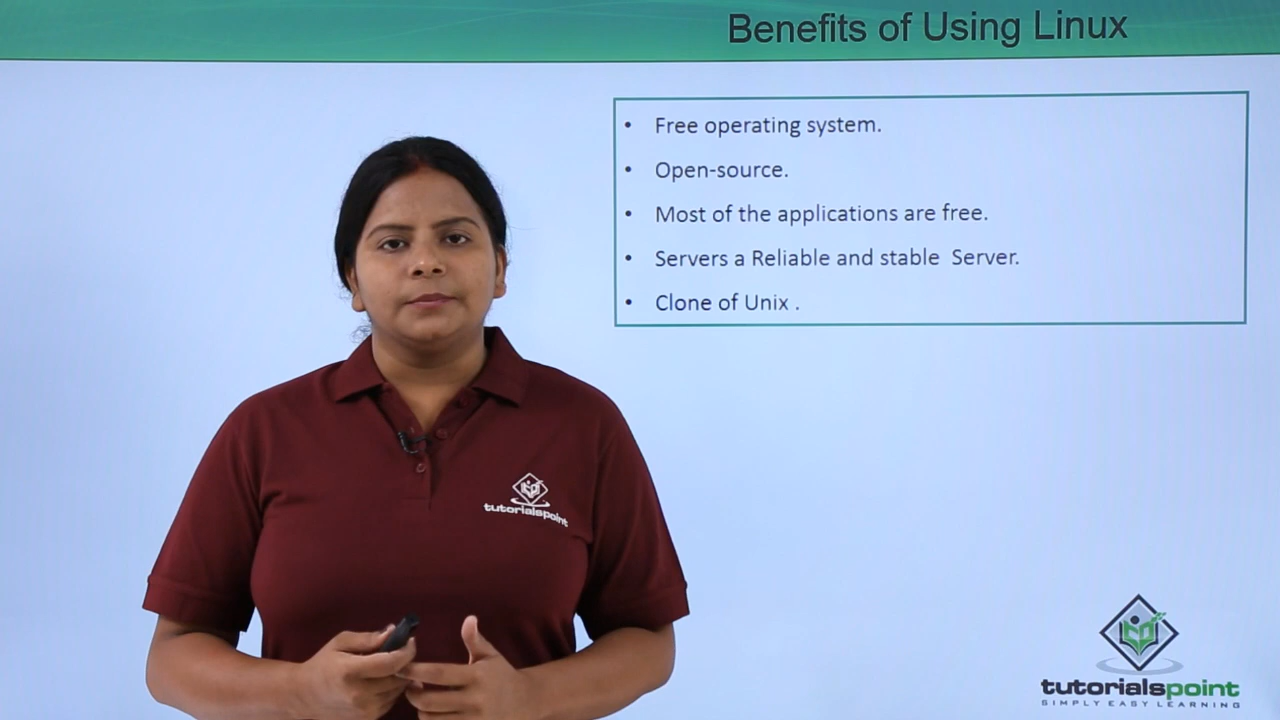 Benefits of Using Linux
• Free operating system.
• Open-source.
• Most of the applications are free.
• Servers a Reliable and stable  Server.
• Clone of Unix .
tutorialspoint
tutorialspoint
SIMPLY EASY LEARNING